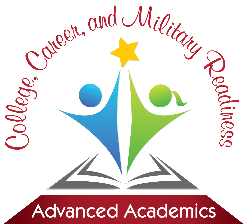 College, Career, and Military Readiness
Advanced Academics